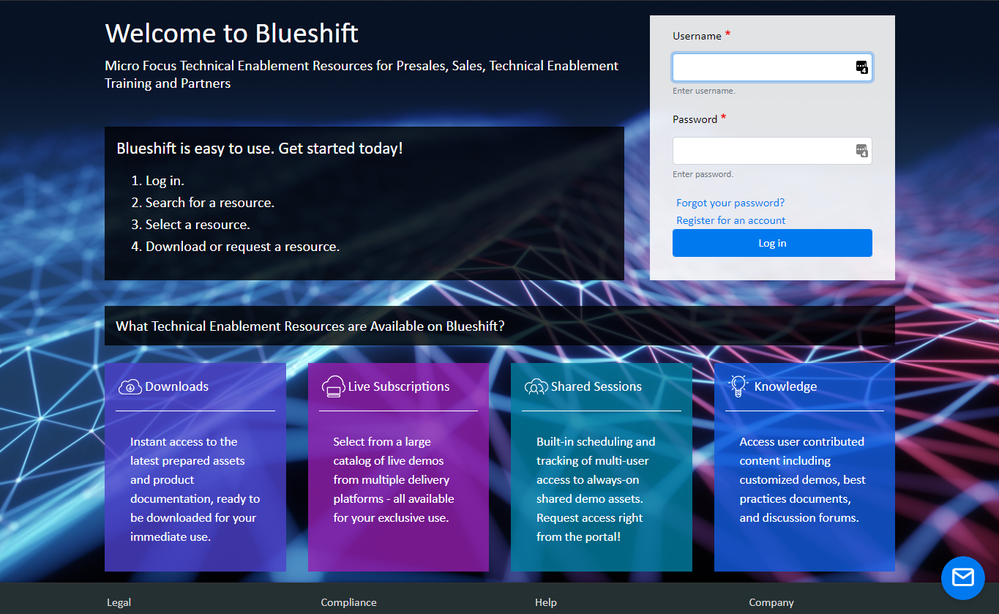 Welcome to Blueshift
Micro Focus Technical Enablement Resources for Presales, Sales, Technical Enablement
Training and Partners
Username *
4
Enter username.
Password *
4
Enter password.
Forgot your password?
Register for an account
Log in
Blueshift is easy to use. Get started today!
1. Log in.
2. Search for a resource.
3. Select a resource.
4. Download or request a resource.
What Technical Enablement Resources are Available on Blueshift?
Downloads
Instant access to the
latest prepared assets
and product
documentation, ready to
be downloaded for your
immediate use.
Live Subscriptions
Select from a large
catalog of live demos
from multiple delivery
platforms - all available
for your exclusive use.
Shared Sessions
Built-in scheduling and
tracking of multi-user
access to always-on
shared demo assets.
Request access right
from the portal!
Knowledge
Access user contributed
content including
customized demos, best
practices documents,
and discussion forums.
Legal
Compliance
Help
Company